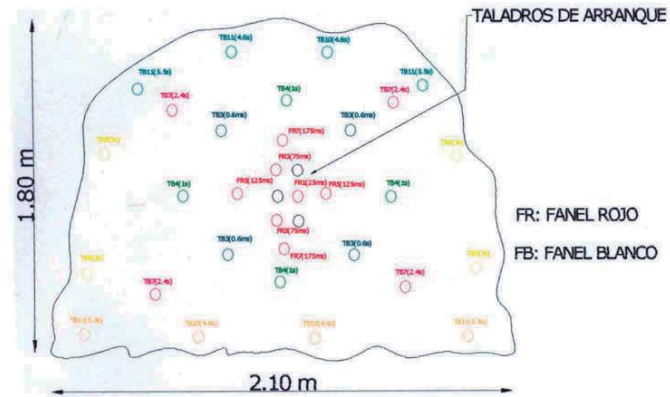 TALADROS DE ARRANQUE
TB11(4.6s)
TB10(4.6s)
TB11(5.5s)
TB11(5.5s)
TB7(2.4s)
TB4(1s)
TB7(2.4s)
TB3(0.6ms)
TB3(0.6ms)
FR7(175ms)
FR3(75ms)
TB4(1s)
FR5(125ms)
FR1(25ms)
FR5(125ms)
TB4(1s)
1.80 m
FR: FANEL ROJO
FR3(75ms)
TB3(0.6ms)
FR7(175ms)
TB3(0.6s)
FB: FANEL BLANCO
TB4(1s)
TB7(2.4s)
TB7(2.4s)
TB11(5.5s)
2.10 m